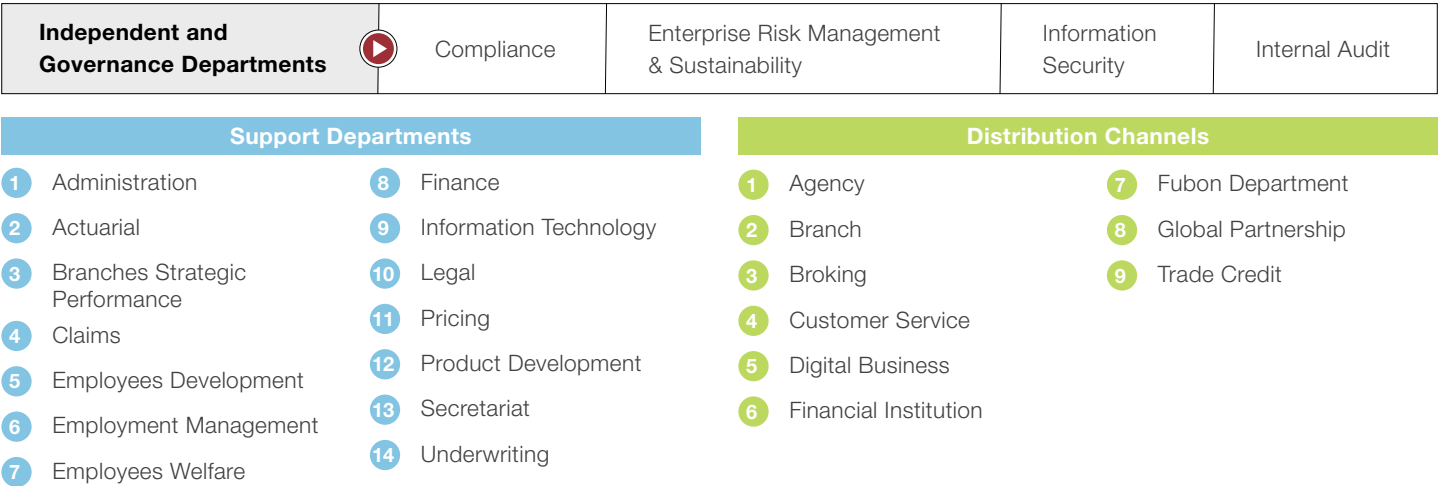 Independent and
Governance Departments
Compliance
Enterprise Risk Management
& Sustainability
Information
Security
Internal Audit
Support Departments
1 Administration
2 Actuarial
3 Branches Strategic
Performance
4 Claims
5 Employees Development
6 Employment Management
7 Employees Welfare
8 Finance
9 Information Technology
10 Legal
11 Pricing
12 Product Development
13 Secretariat
14 Underwriting
Distribution Channels
1 Agency
2 Branch
3 Broking
4 Customer Service
5 Digital Business
6 Financial Institution
7 Fubon Department
8 Global Partnership
9 Trade Credit